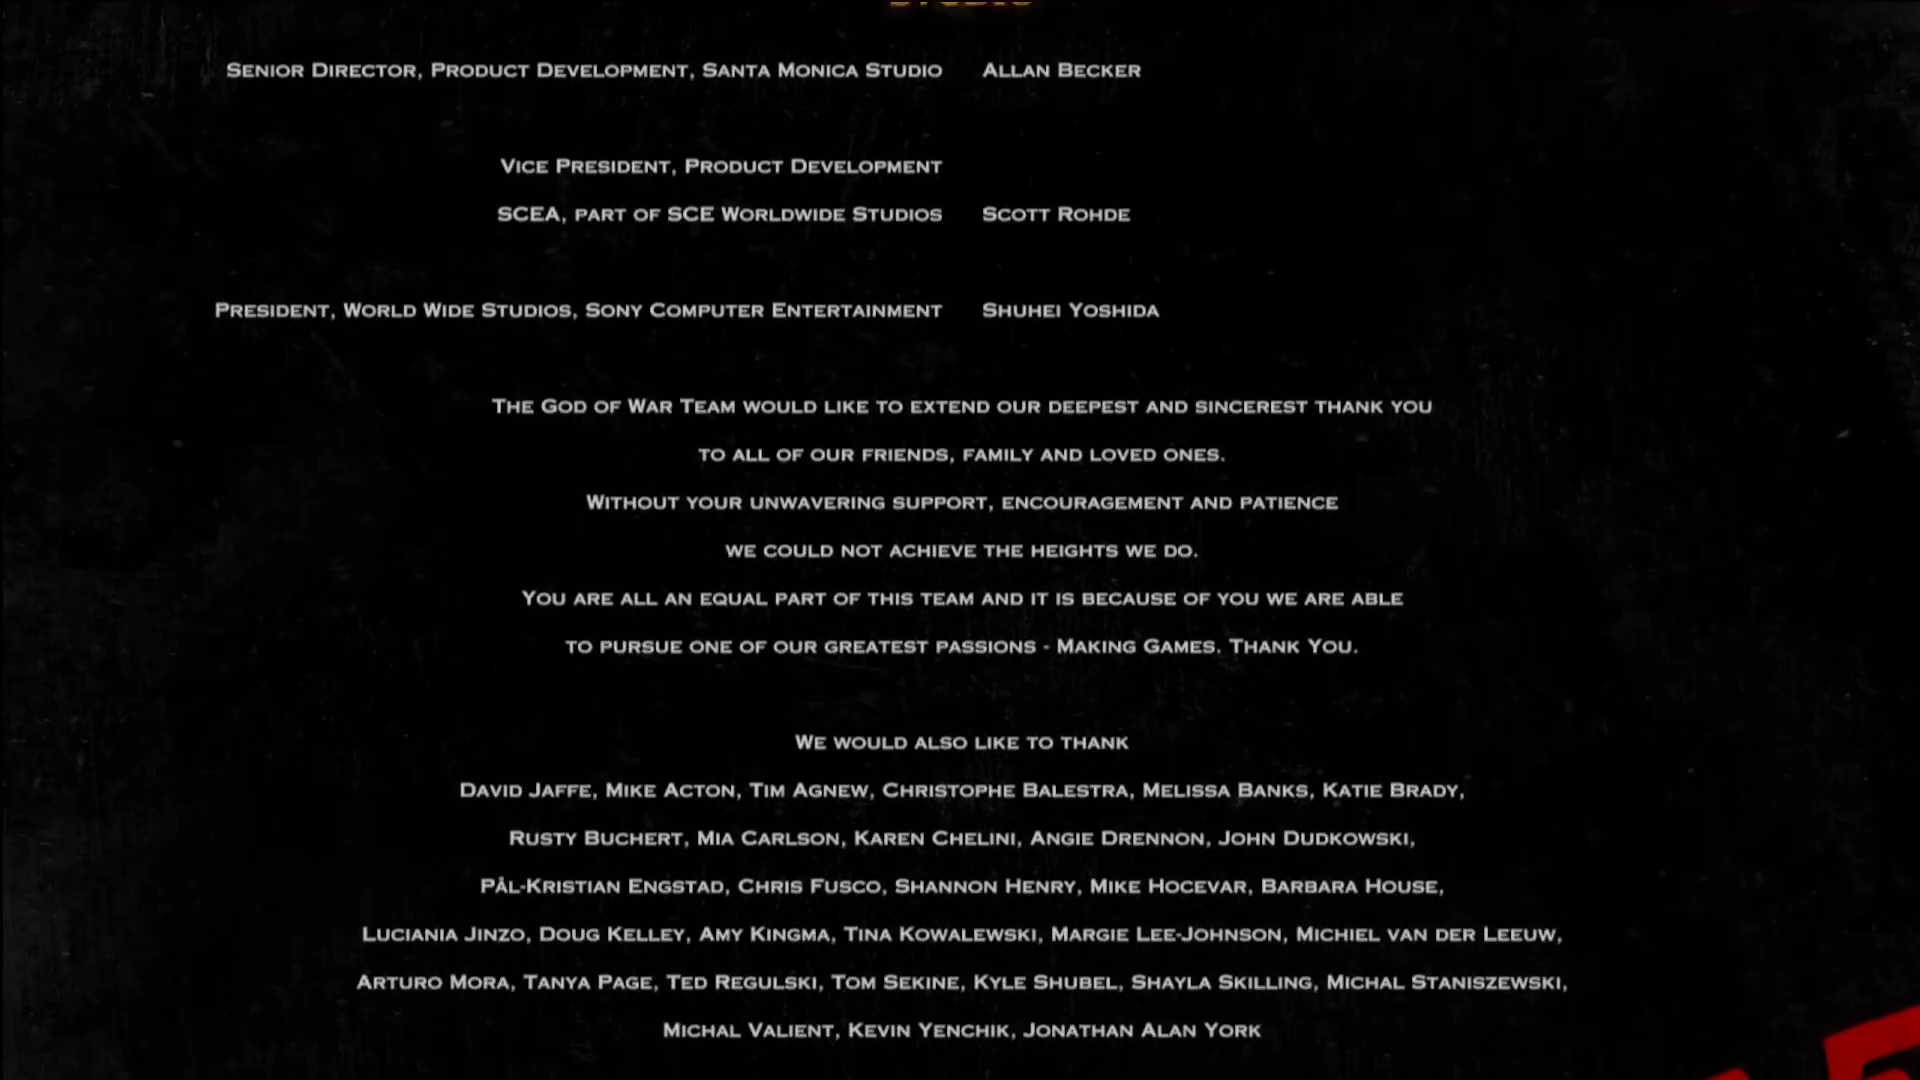 Senior Director, Product Development, Santa Monica Studio Allan Becker
Vice President, Product Development
SCEA, part of SCE Worldwide Studios Scott Rohde
President, World Wide Studios, Sony Computer Entertainment Shuhei Yoshida
The God of War Team would like to extend our deepest and sincerest thank you
to all of our friends, family and loved ones.
Without your unwavering support, encouragement and patience
we could not achieve the heights we do.
You are all an equal part of this team and it is because of you we are able
to pursue one of our greatest passions - Making Games. Thank You.
We would also like to thank
David Jaffe, Mike Acton, Tim Agnew, Christophe Balestra, Melissa Banks, Katie Brady,
Rusty Buchert, Mia Carlson, Karen Chelini, Angie Drennon, John Dudkowski,
Pål-Kristian Engstad, Chris Fusco, Shannon Henry, Mike Hocevar, Barbara House,
Luciania Jinzo, Doug Kelley, Amy Kingma, Tina Kowalewski, Margie Lee-Johnson, Michiel van der Leeuw,
Arturo Mora, Tanya Page, Ted Regulski, Tom Sekine, Kyle Shubel, Shayla Skilling, Michal Staniszewski,
Michal Valient, Kevin Yenchik, Jonathan Alan York